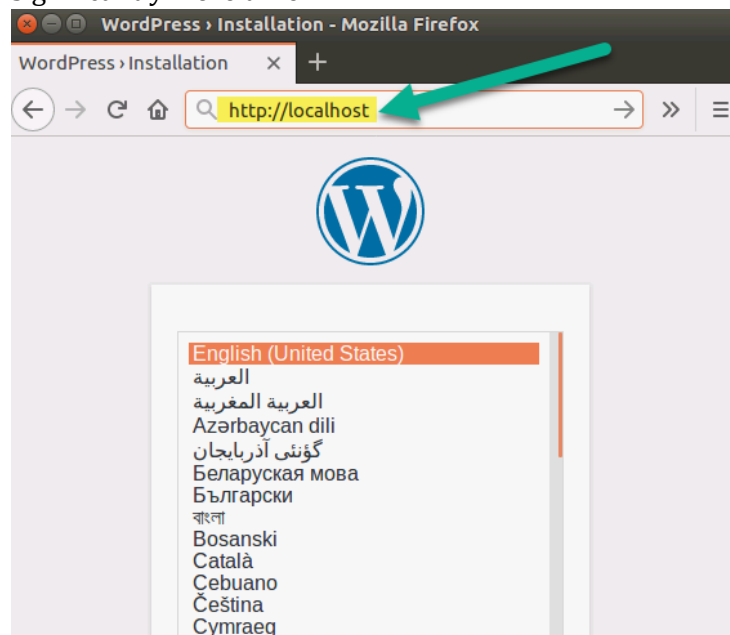 WordPress › Installation - Mozilla Firefox
WordPress › Installation
http://localhost
English (United States)
العربية
العربية المغربية
Azərbaycan dili
گؤنئی آذربایجان
Беларуская мова
Български
বাংলা
Bosanski
Català
Cebuano
Čeština
Cymraeg